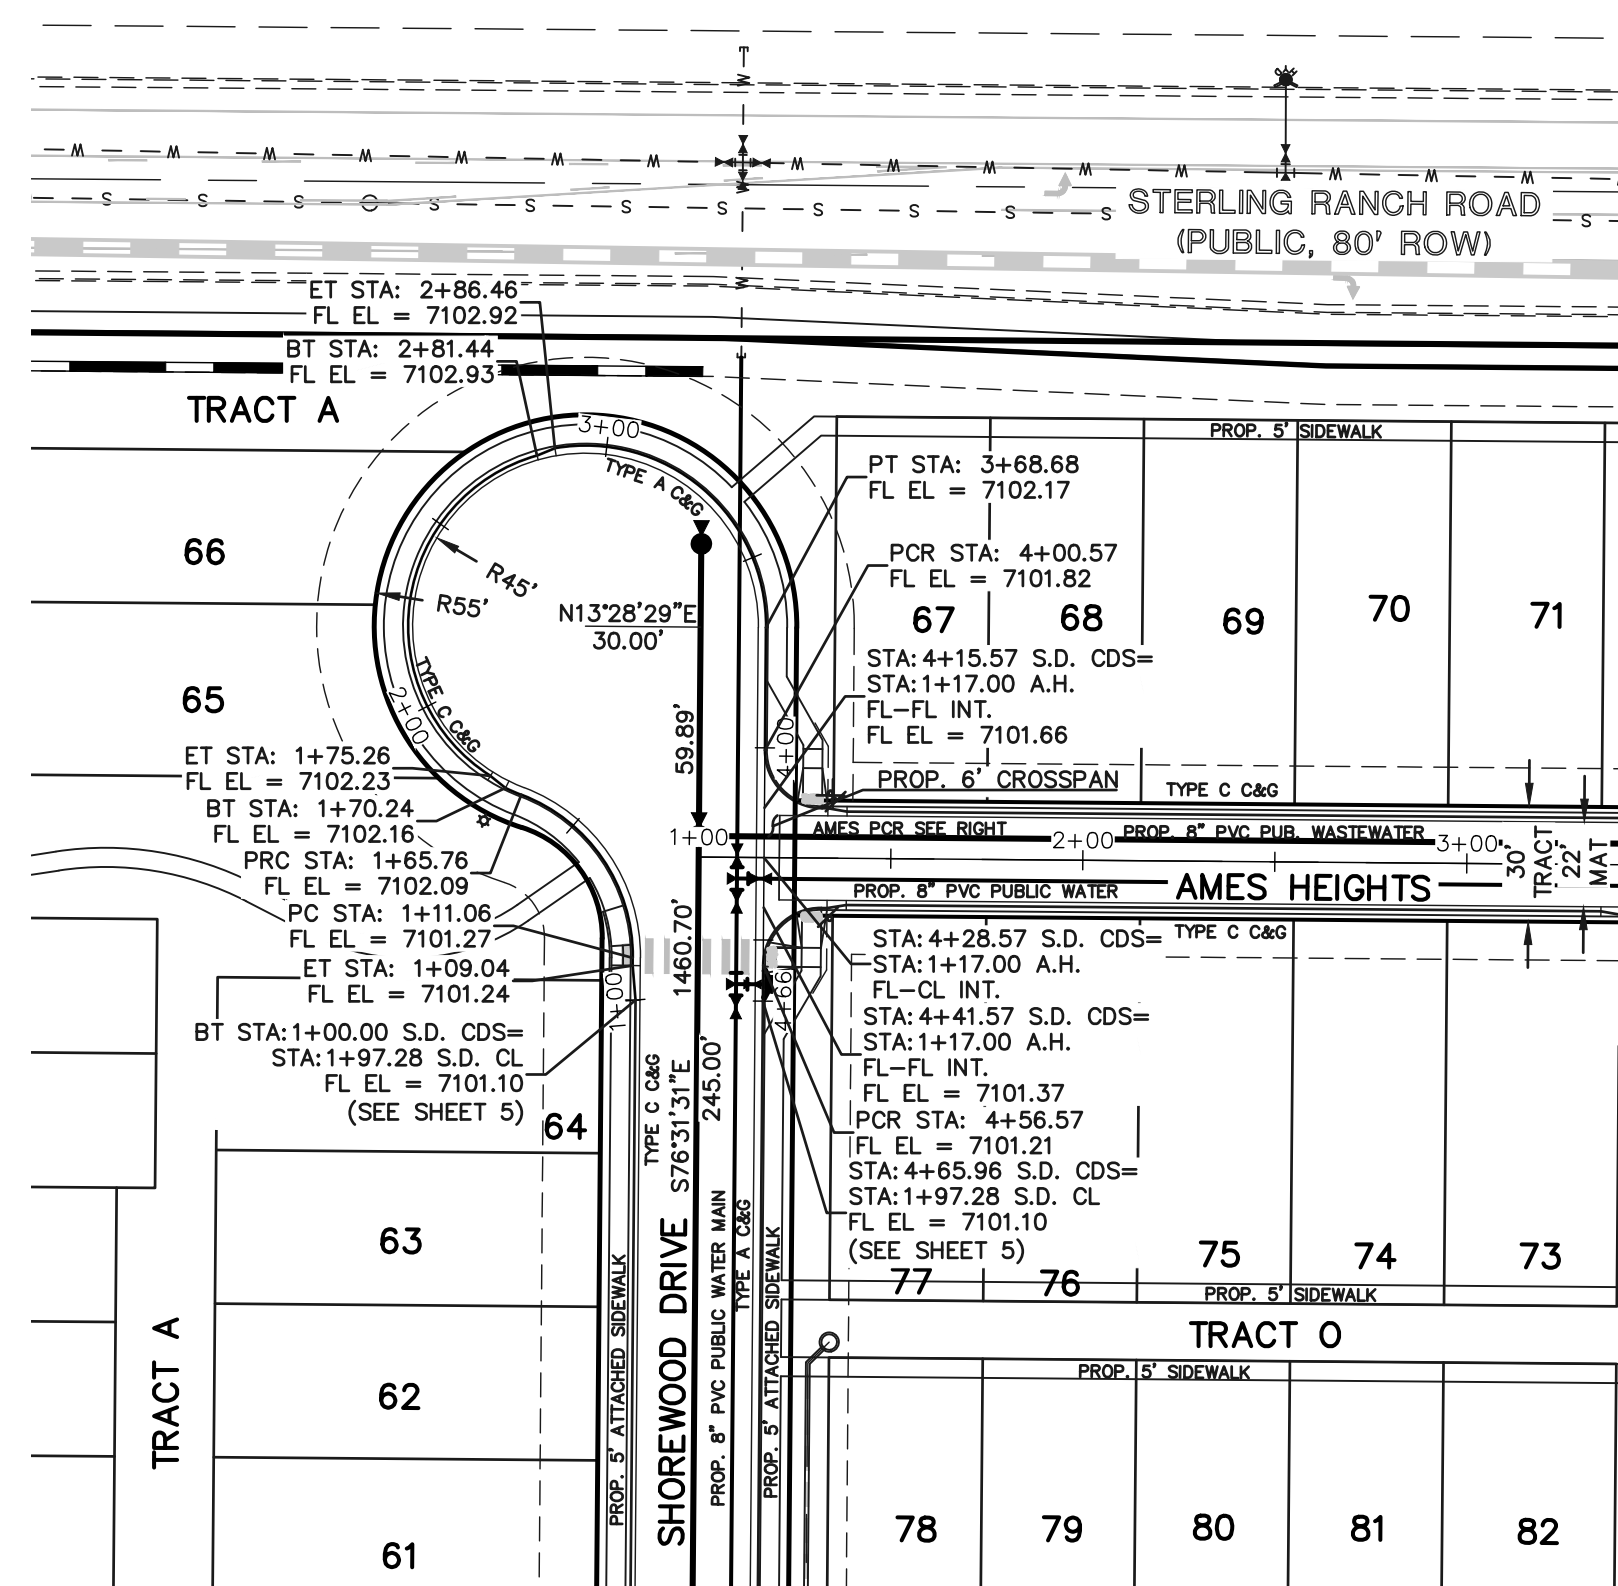 STERLING RANCH ROAD
(PUBLIC, 80' ROW)
W W W W W W W W W W W W W W
W
W
W
S S S S S S S S S S S S
ET STA: 2+86.46
FL EL = 7102.92
BT STA: 2+81.44
FL EL = 7102.93
TRACT A
3+00
TYPE A C&G
PROP. 5' SIDEWALK
PT STA: 3+68.68
FL EL = 7102.17
PCR STA: 4+00.57
FL EL = 7101.82
66
R45'
R55'
N13°28'29"E
30.00'
67
68
69
70
71
STA:4+15.57 S.D. CDS=
STA:1+17.00 A.H.
FL-FL INT.
FL EL = 7101.66
65
TYPE C C&G
2+00
59.89'
4+00
ET STA: 1+75.26
FL EL = 7102.23
BT STA: 1+70.24
FL EL = 7102.16
PRC STA: 1+65.76
FL EL = 7102.09
PC STA: 1+11.06
FL EL = 7101.27
ET STA: 1+09.04
FL EL = 7101.24
BT STA:1+00.00 S.D. CDS=
STA:1+97.28 S.D. CL
FL EL = 7101.10
(SEE SHEET 5)
PROP. 6' CROSSPAN
TYPE C C&G
1+00
AMES PCR SEE RIGHT
2+00
PROP. 8" PVC PUB. WASTEWATER
3+00
30'
TRACT
22'
MAT
PROP. 8" PVC PUBLIC WATER
AMES HEIGHTS
TYPE C C&G
STA:4+28.57 S.D. CDS=
STA:1+17.00 A.H.
FL-CL INT.
STA:4+41.57 S.D. CDS=
STA:1+17.00 A.H.
FL-FL INT.
FL EL = 7101.37
PCR STA: 4+56.57
FL EL = 7101.21
STA:4+65.96 S.D. CDS=
STA:1+97.28 S.D. CL
FL EL = 7101.10
(SEE SHEET 5)
1+00
1460.70'
4+66
TYPE C C&G
S76°31'31"E
245.00'
64
63
62
61
TRACT A
PROP. 5' ATTACHED SIDEWALK
SHOREWOOD DRIVE
PROP. 8" PVC PUBLIC WATER MAIN
TYPE A C&G
PROP. 5' ATTACHED SIDEWALK
77
76
75
74
73
PROP. 5' SIDEWALK
TRACT O
PROP. 5' SIDEWALK
78
79
80
81
82